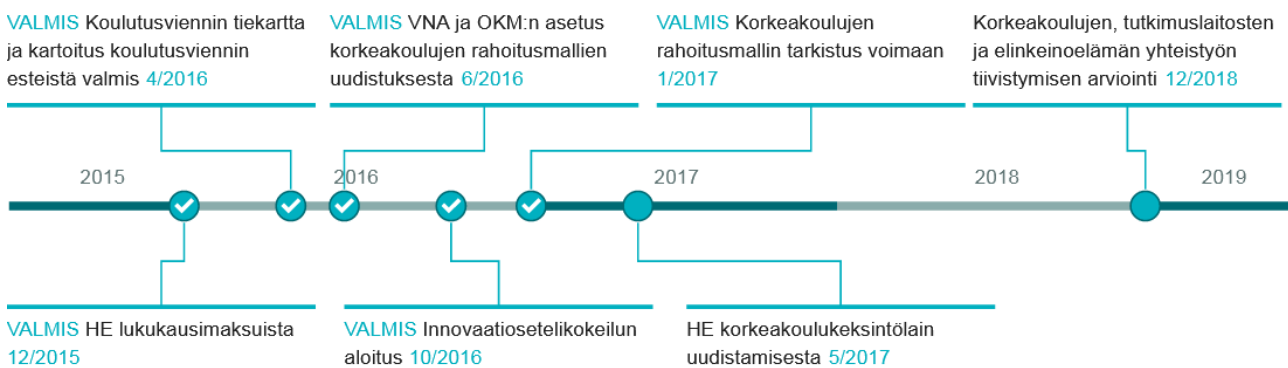 VALMIS Koulutusviennin tiekartta
ja kartoitus koulutusviennin
esteistä valmis 4/2016
VALMIS VNA ja OKM:n asetus
korkeakoulujen rahoitusmallien
uudistuksesta 6/2016
VALMIS Korkeakoulujen
rahoitusmallin tarkistus voimaan
1/2017
Korkeakoulujen, tutkimuslaitosten
ja elinkeinoelämän yhteistyön
tiivistymisen arviointi 12/2018
2015
2016
2017
2018
2019
VALMIS HE lukukausimaksuista
12/2015
VALMIS Innovaatiosetelikokeilun
aloitus 10/2016
HE korkeakoulukeksintölain
uudistamisesta 5/2017